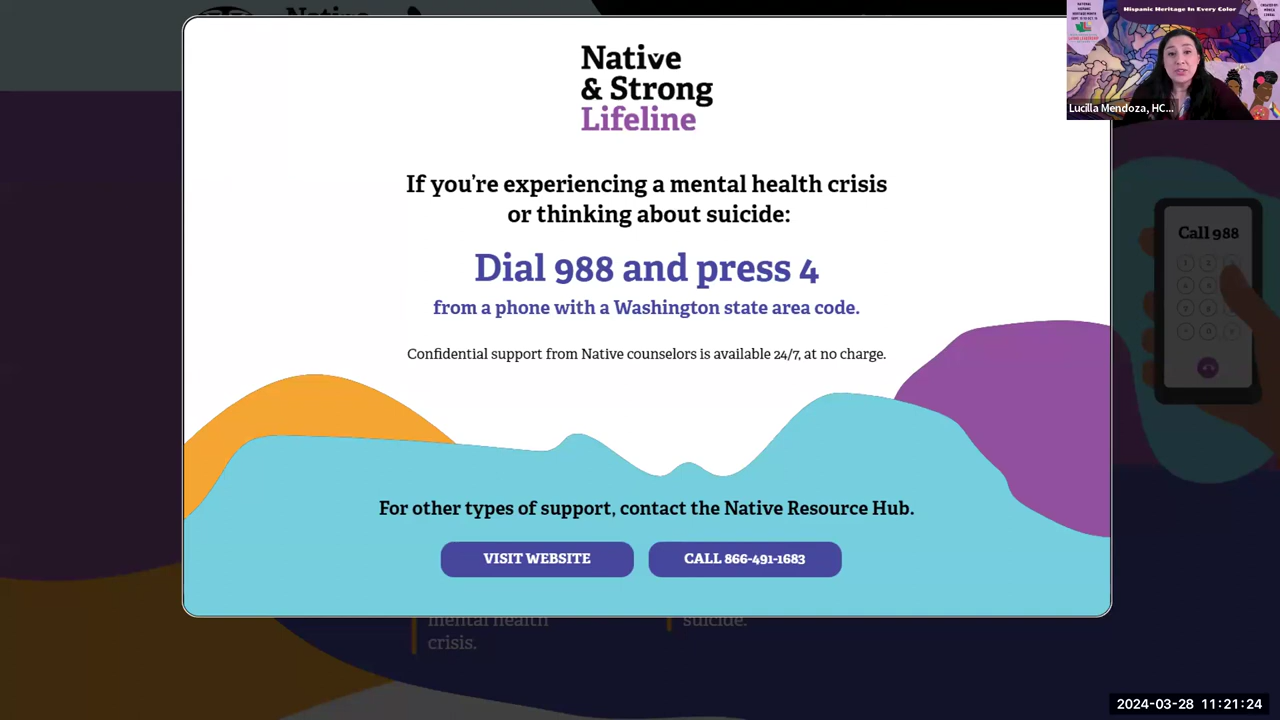 Native
& Strong
Lifeline
If you're experiencing a mental health crisis
or thinking about suicide:
Dial 988 and press 4
from a phone with a Washington state area code.
Confidential support from Native counselors is available 24/7, at no charge.
For other types of support, contact the Native Resource Hub.
VISIT WEBSITE
CALL 866-491-1683
Native
Call 988
mental health
crisis.
suicide.
Hispanic Heritage In Every Color
Lucilla Mendoza, HC...
2024-03-28 11:21:24